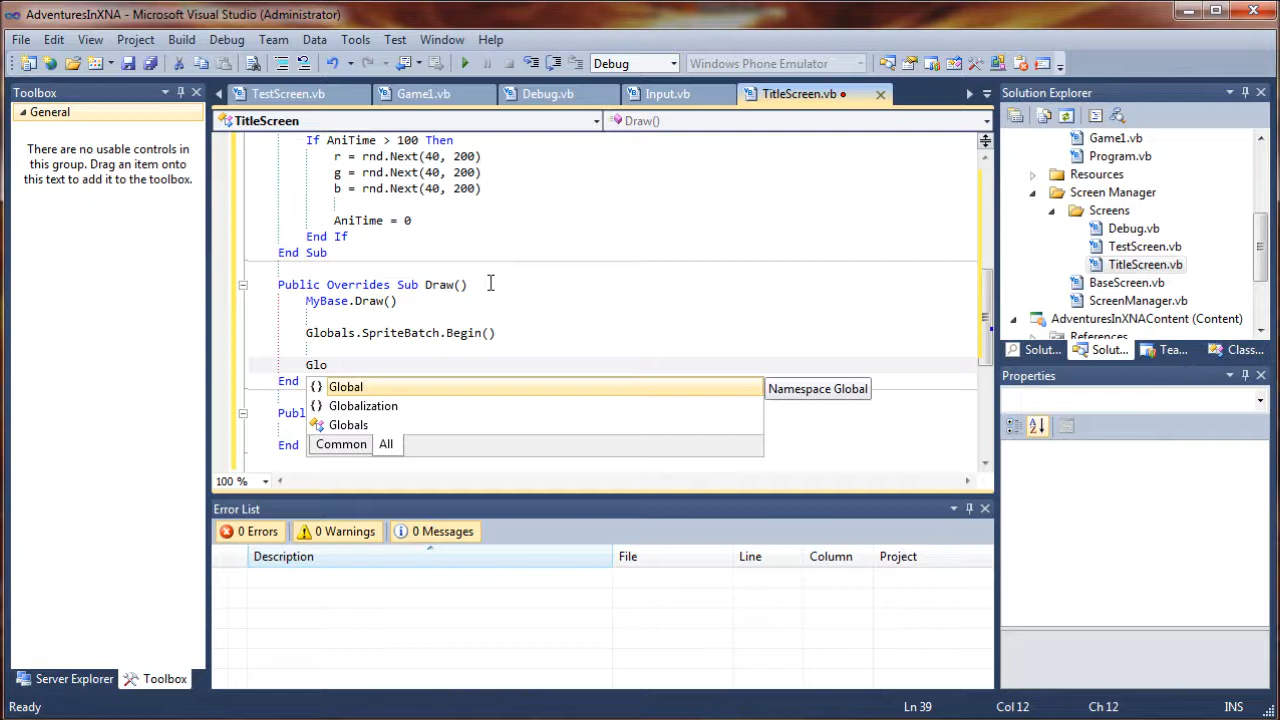 AdventuresInXNA - Microsoft Visual Studio (Administrator)
File Edit View Project Build Debug Team Data Tools Test Window Help
Debug Windows Phone Emulator
Toolbox
General
There are no usable controls in
this group. Drag an item onto
this text to add it to the toolbox.
Server Explorer Toolbox
TestScreen.vb Game1.vb Debug.vb Input.vb TitleScreen.vb
TitleScreen Draw()
If AniTime > 100 Then
r = rnd.Next(40, 200)
g = rnd.Next(40, 200)
b = rnd.Next(40, 200)
AniTime = 0
End If
End Sub
Public Overrides Sub Draw()
MyBase.Draw()
Globals.SpriteBatch.Begin()
Glo
End
Publ
End
{} Global
{} Globalization
Globals
Common All
Namespace Global
100 %
Error List
0 Errors 0 Warnings 0 Messages
Description File Line Column Project
Solution Explorer
Game1.vb
Program.vb
Resources
Screen Manager
Screens
Debug.vb
TestScreen.vb
TitleScreen.vb
BaseScreen.vb
ScreenManager.vb
AdventuresInXNAContent (Content)
References
Solut... Solut... Tea... Class...
Properties
Ready Ln 39 Col 12 Ch 12 INS